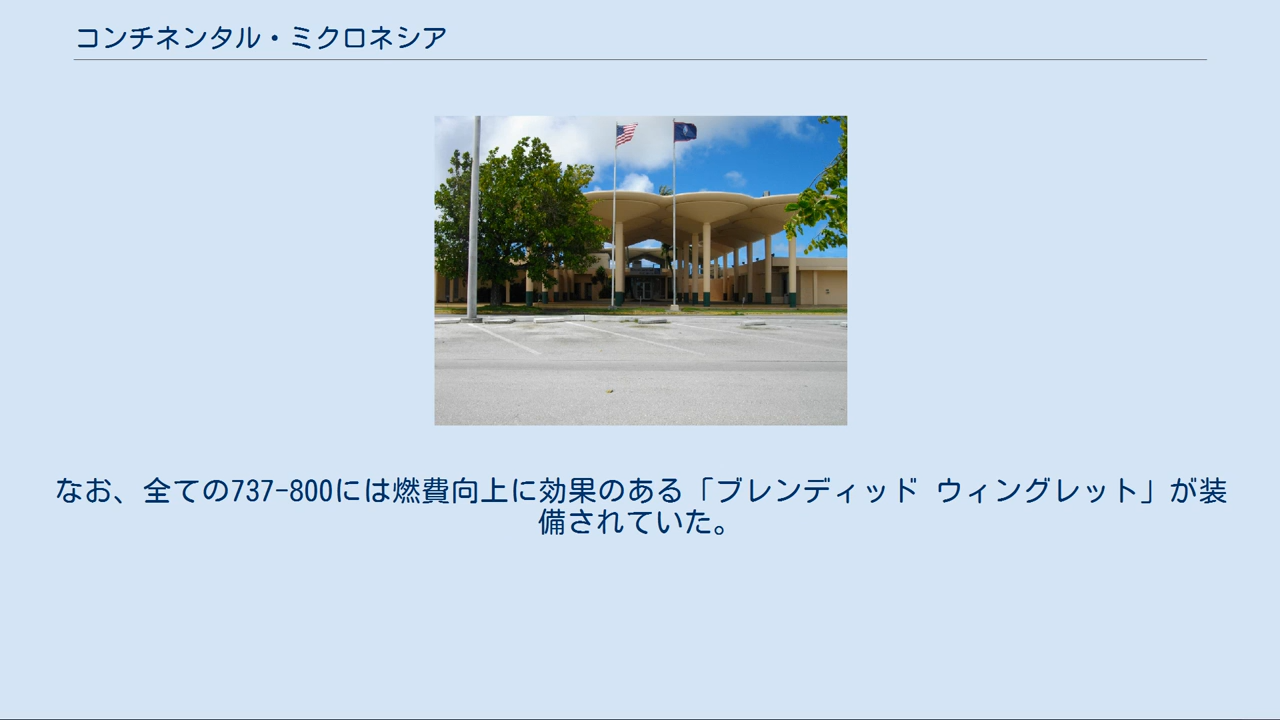 コンチネンタル・ミクロネシア
なお、全ての737-800には燃費向上に効果のある「ブレンディッド ウィングレット」が装
備されていた。